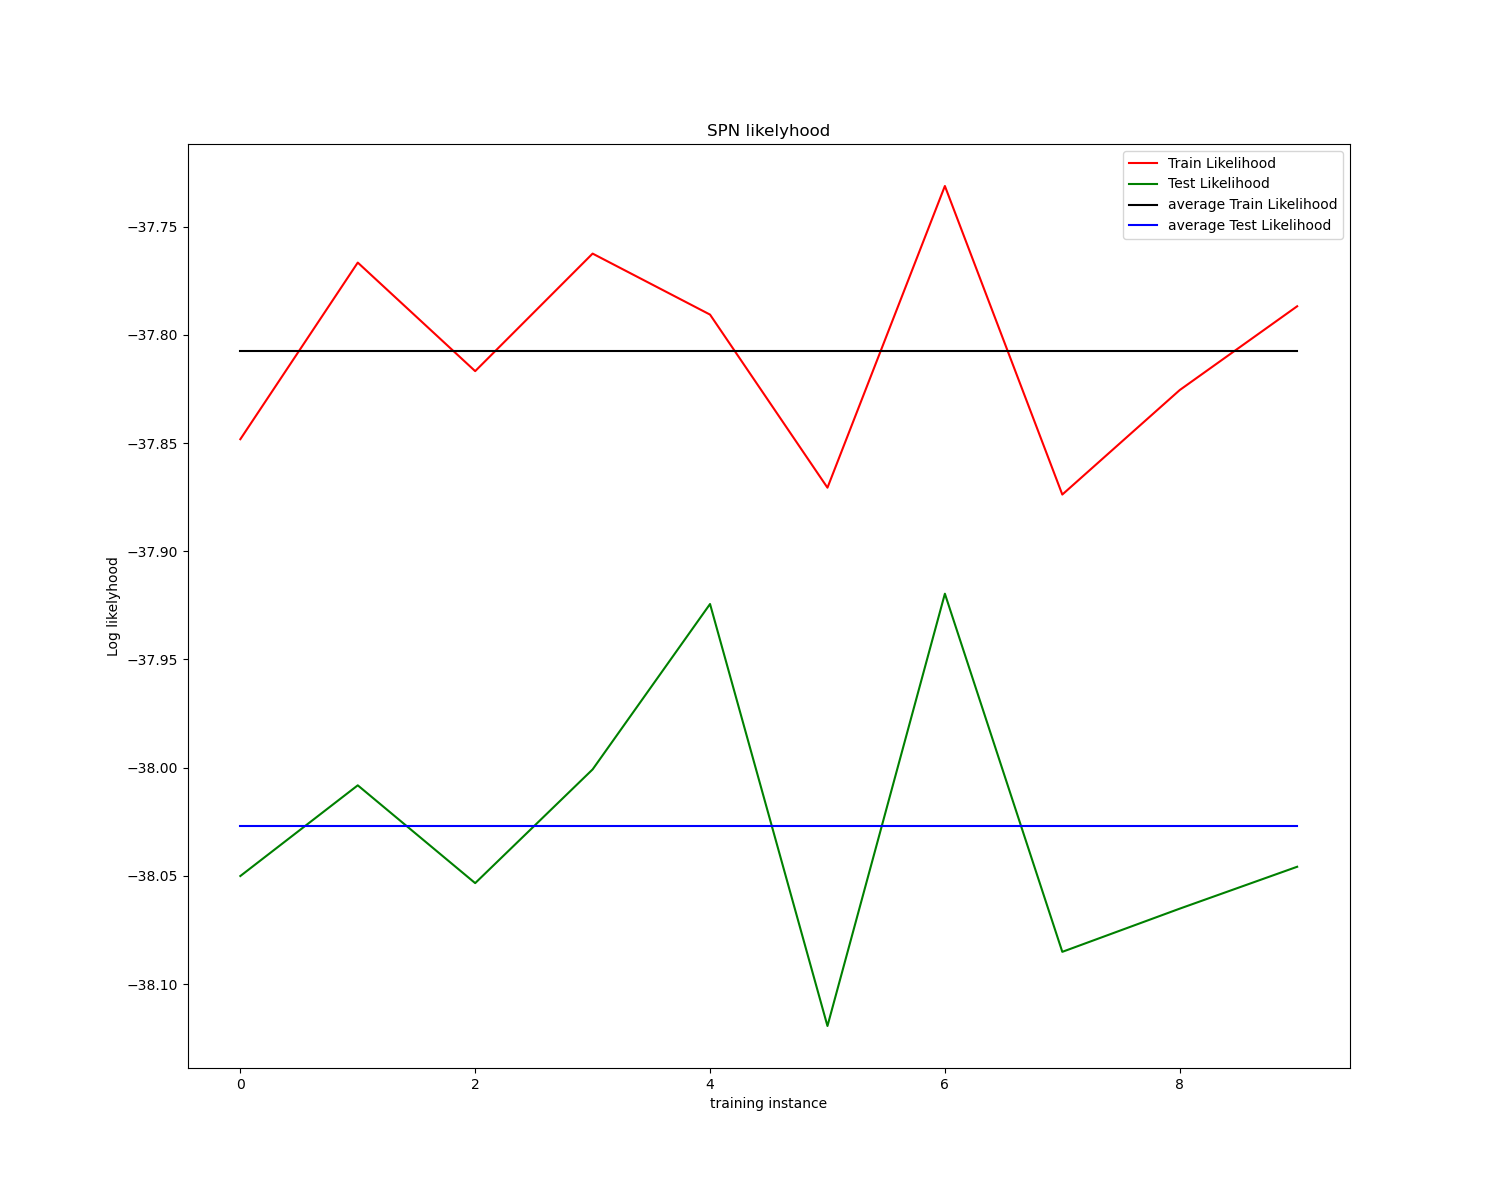 SPN likelyhood
Train Likelihood
Test Likelihood
average Train Likelihood
average Test Likelihood
−37.75
−37.80
−37.85
−37.90
−37.95
−38.00
−38.05
−38.10
Log likelyhood
0 2 4 6 8
training instance